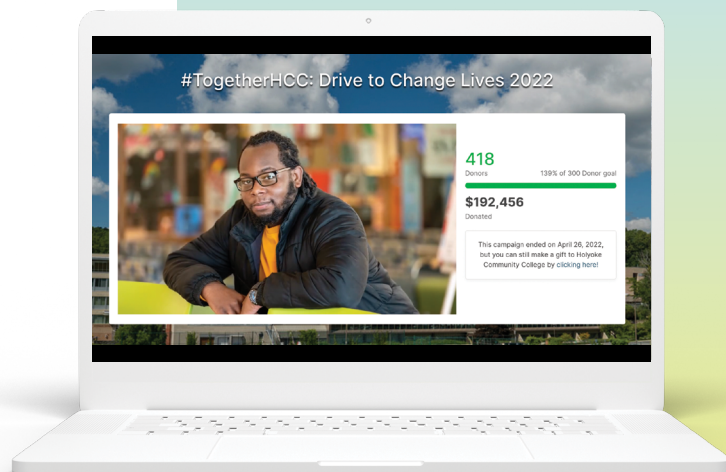 #TogetherHCC: Drive to Change Lives 2022
418
Donors 139% of 300 Donor goal
$192,456
Donated
This campaign ended on April 26, 2022,
but you can still make a gift to Holyoke
Community College by clicking here!